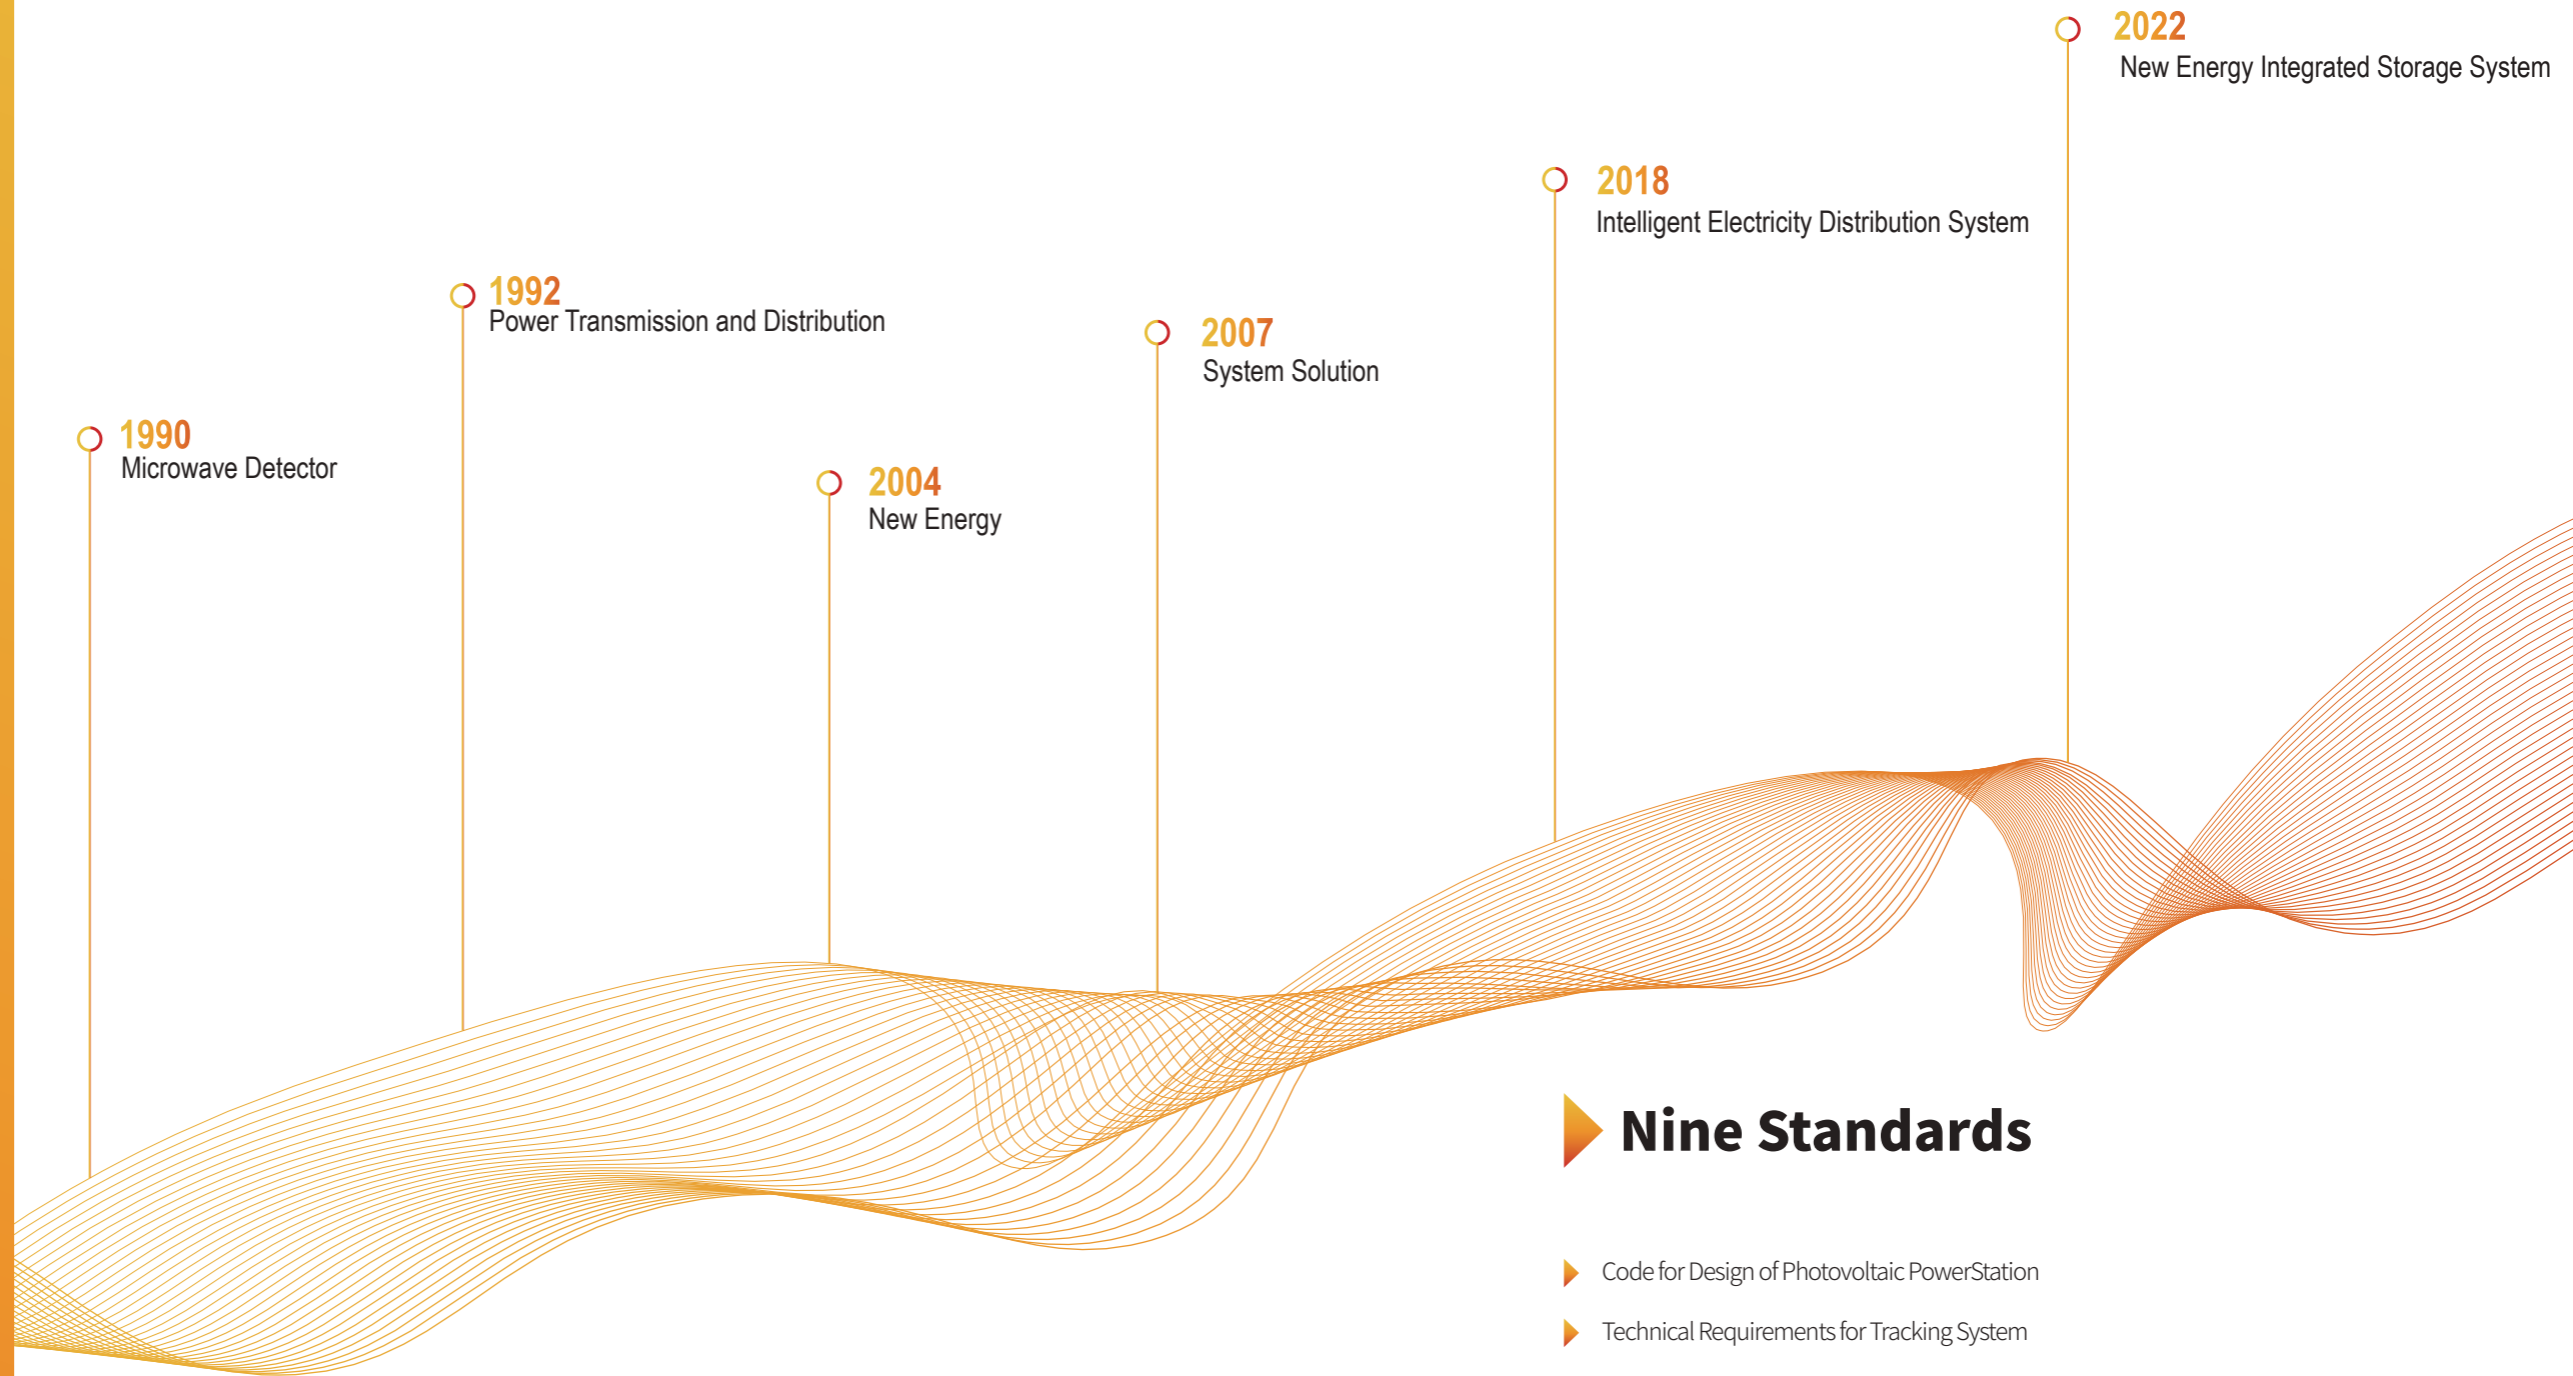 1990
Microwave Detector
1992
Power Transmission and Distribution
2004
New Energy
2007
System Solution
2018
Intelligent Electricity Distribution System
2022
New Energy Integrated Storage System
Nine Standards
Code for Design of Photovoltaic PowerStation
Technical Requirements for Tracking System